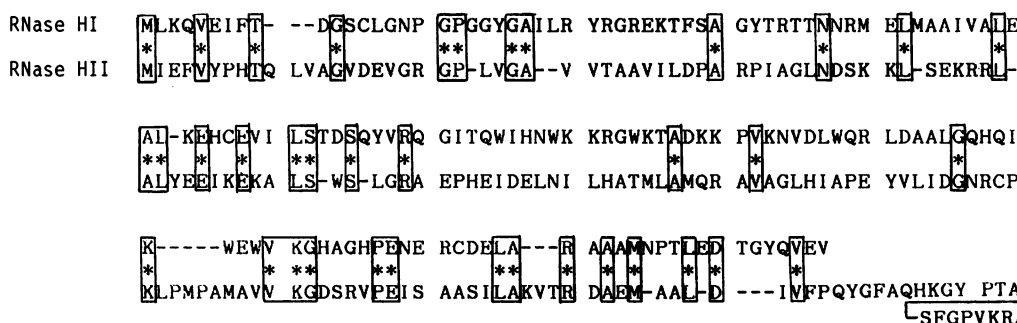 RNase HI MLKQVEIFT- --DGSCLGNP GPGGYGAILR YRGREKTFSA GYTRTTNNRM ELMAAIVALE
* * * * ** ** * * * *
RNase HII MIEFVYPHTQ LVAGVDEVGR GP-LVGA--V VTAAVILDPA RPIAGLNDSK KL-SEKRRL-
AL-KEHCEVI LSTDSQYVRQ GITQWIHNWK KRGWKTADKK PVKNVDLWQR LDAALGQHQI
** * * ** * * * * *
ALYEEIKEKA LS-WS-LGRA EPHEIDELNI LHATMLAMQR AVAGLHIAPE YVLIDGNRCP
K-----WEWV KGHAGHPENE RCDELA---R AAAMNPTLED TGYQVEV
* * ** ** ** * * * * * *
KLPMPAMAVV KGDSRVPEIS AASILAKVTR DAEM-AAL-D ---IVFPQYGFAQHKGY PTA
SFGPVKRA